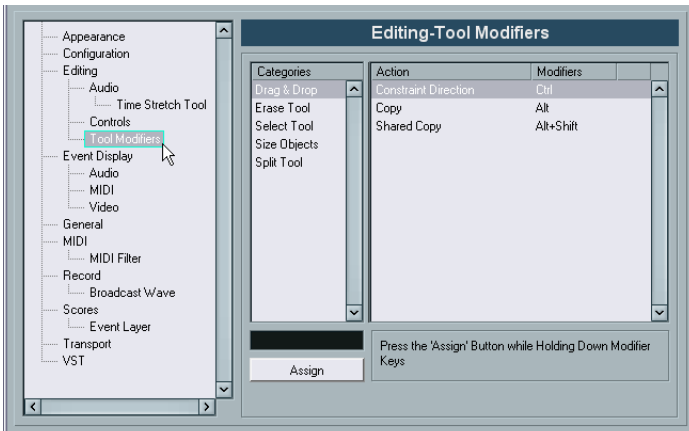 Appearance
Configuration
Editing
Audio
Time Stretch Tool
Controls
Tool Modifiers
Event Display
Audio
MIDI
Video
General
MIDI
MIDI Filter
Record
Broadcast Wave
Scores
Event Layer
Transport
VST
Editing-Tool Modifiers
Categories
Drag & Drop
Erase Tool
Select Tool
Size Objects
Split Tool
Action Modifiers
Constraint Direction Ctrl
Copy Alt
Shared Copy Alt+Shift
Assign
Press the 'Assign' Button while Holding Down Modifier
Keys